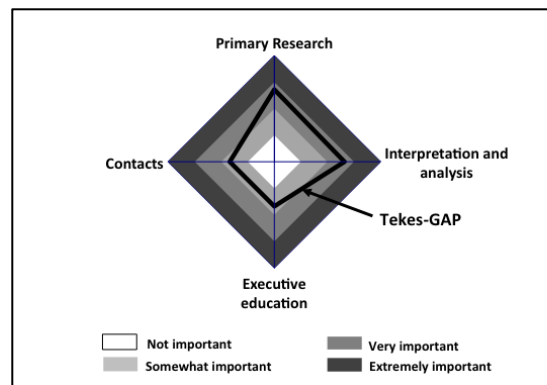 Primary Research
Contacts
Interpretation and
analysis
Tekes-GAP
Executive
education
Not important
Very important
Somewhat important
Extremely important